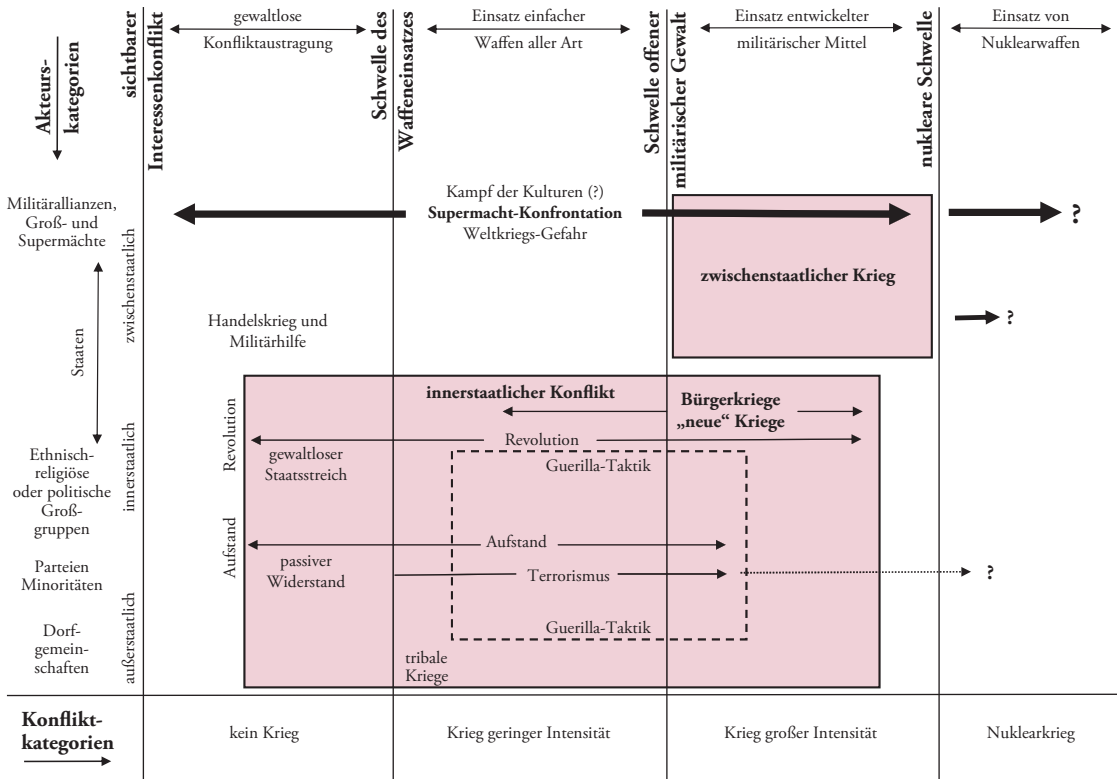 Akteurs-
kategorien
sichtbarer
Interessenkonflikt
gewaltlose
Konfliktaustragung
Schwelle des
Waffeneinsatzes
Einsatz einfacher
Waffen aller Art
Schwelle offener
militärischer Gewalt
Einsatz entwickelter
militärischer Mittel
nukleare Schwelle
Einsatz von
Nuklearwaffen
Militärallianzen,
Groß- und
Supermächte
zwischenstaatlich
Kampf der Kulturen (?)
Supermacht-Konfrontation
Weltkriegs-Gefahr
?
zwischenstaatlicher Krieg
Staaten
Handelskrieg und
Militärhilfe
?
innerstaatlicher Konflikt
Bürgerkriege
„neue“ Kriege
Revolution
Revolution
gewaltloser
Staatsstreich
Guerilla-Taktik
Ethnisch-
religiöse
oder politische
Groß-
gruppen
innerstaatlich
Aufstand
Aufstand
passiver
Widerstand
Terrorismus
?
Parteien
Minoritäten
außerstaatlich
Guerilla-Taktik
Dorf-
gemein-
schaften
tribale
Kriege
Konflikt-
kategorien
kein Krieg
Krieg geringer Intensität
Krieg großer Intensität
Nuklearkrieg